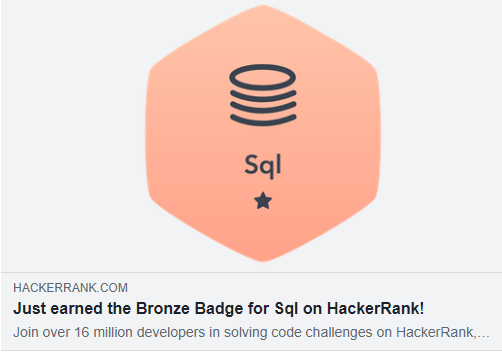 Sql
HACKERRANK.COM
Just earned the Bronze Badge for Sql on HackerRank!
Join over 16 million developers in solving code challenges on HackerRank,...